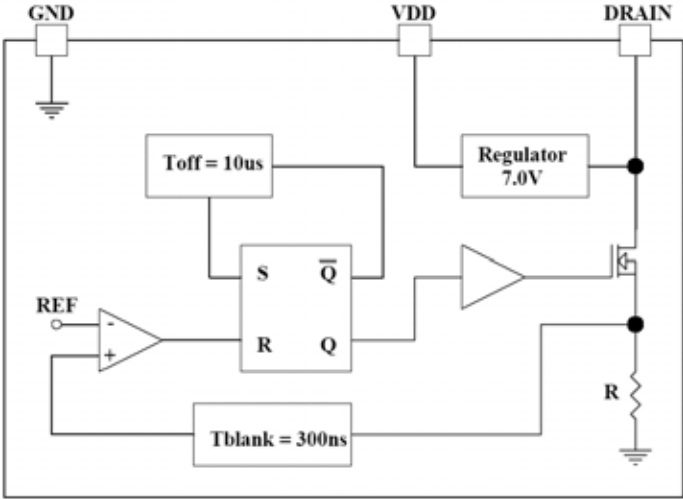 GND
VDD
DRAIN
Toff = 10us
Regulator
7.0V
S
Q̅
REF
-
+
R
Q
R
Tblank = 300ns